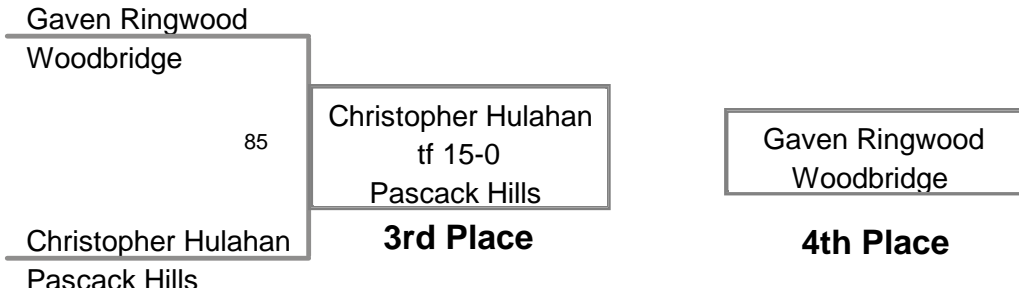 Gaven Ringwood
Woodbridge
85
Christopher Hulahan
Pascack Hills
Christopher Hulahan
tf 15-0
Pascack Hills
3rd Place
Gaven Ringwood
Woodbridge
4th Place